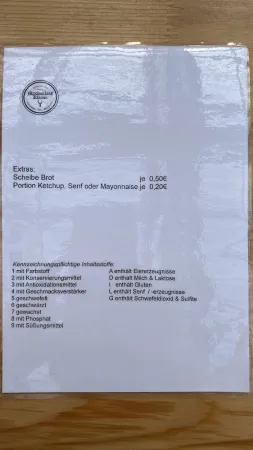 Extras:
Scheibe Brot je 0,50€
Portion Ketchup, Senf oder Mayonnaise je 0,20€
Kennzeichnungspflichtige Inhaltsstoffe:
1 mit Farbstoff A enthält Eiererzeugnisse
2 mit Konservierungsmittel D enthält Milch & Laktose
3 mit Antioxidationsmittel I enthält Gluten
4 mit Geschmacksverstärker L enthält Senf / -erzeugnisse
5 geschwefelt G enthält Schwefeldioxid & Sulfite
6 geschwärzt
7 gewachst
8 mit Phosphat
9 mit Süßungsmittel